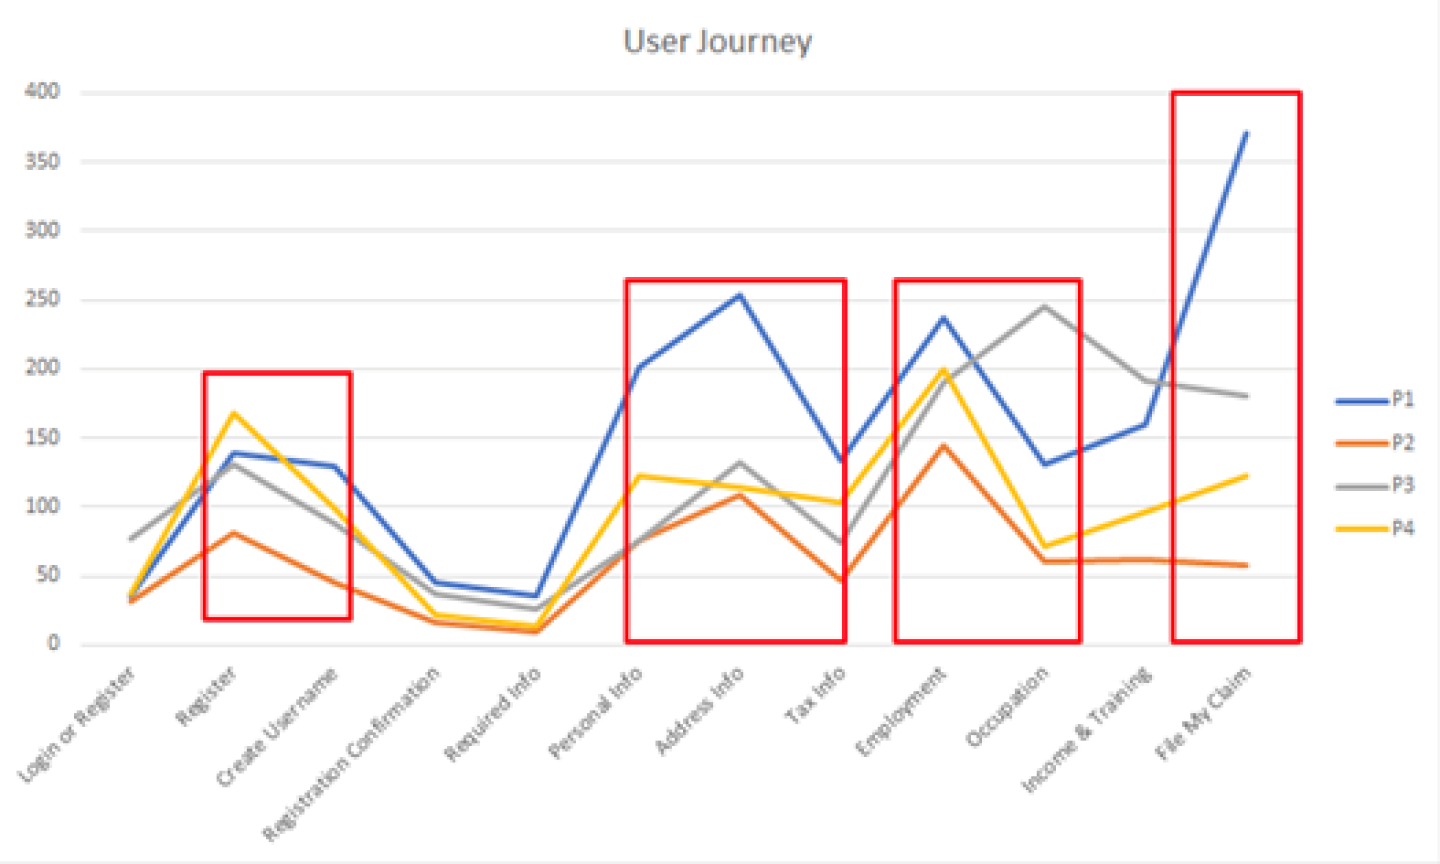 User Journey
400
350
300
250
200
150
100
50
0
Login or Register
Register
Create Username
Registration Confirmation
Required Info
Personal Info
Address Info
Tax Info
Employment
Occupation
Income & Training
File My Claim
P1
P2
P3
P4